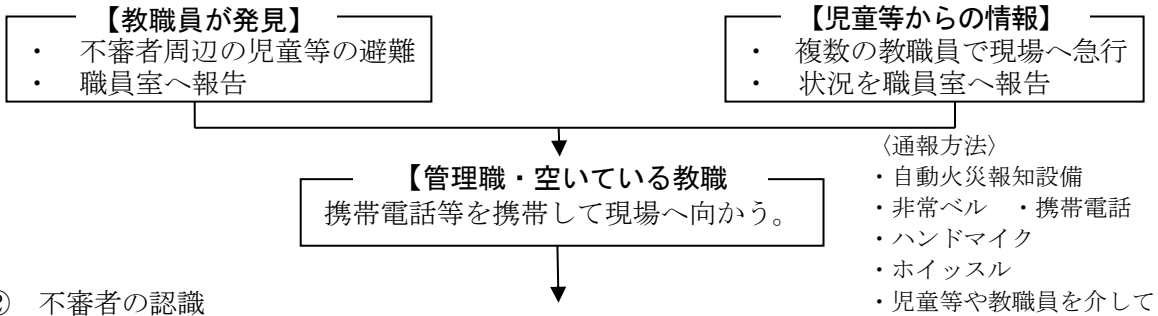 【教職員が発見】
・ 不審者周辺の児童等の避難
・ 職員室へ報告
【児童等からの情報】
・ 複数の教職員で現場へ急行
・ 状況を職員室へ報告
【管理職・空いている教職
携帯電話等を携帯して現場へ向かう。
〈通報方法〉
・自動火災報知設備
・非常ベル ・携帯電話
・ハンドマイク
・ホイッスル
・児童等や教職員を介して
② 不審者の認識